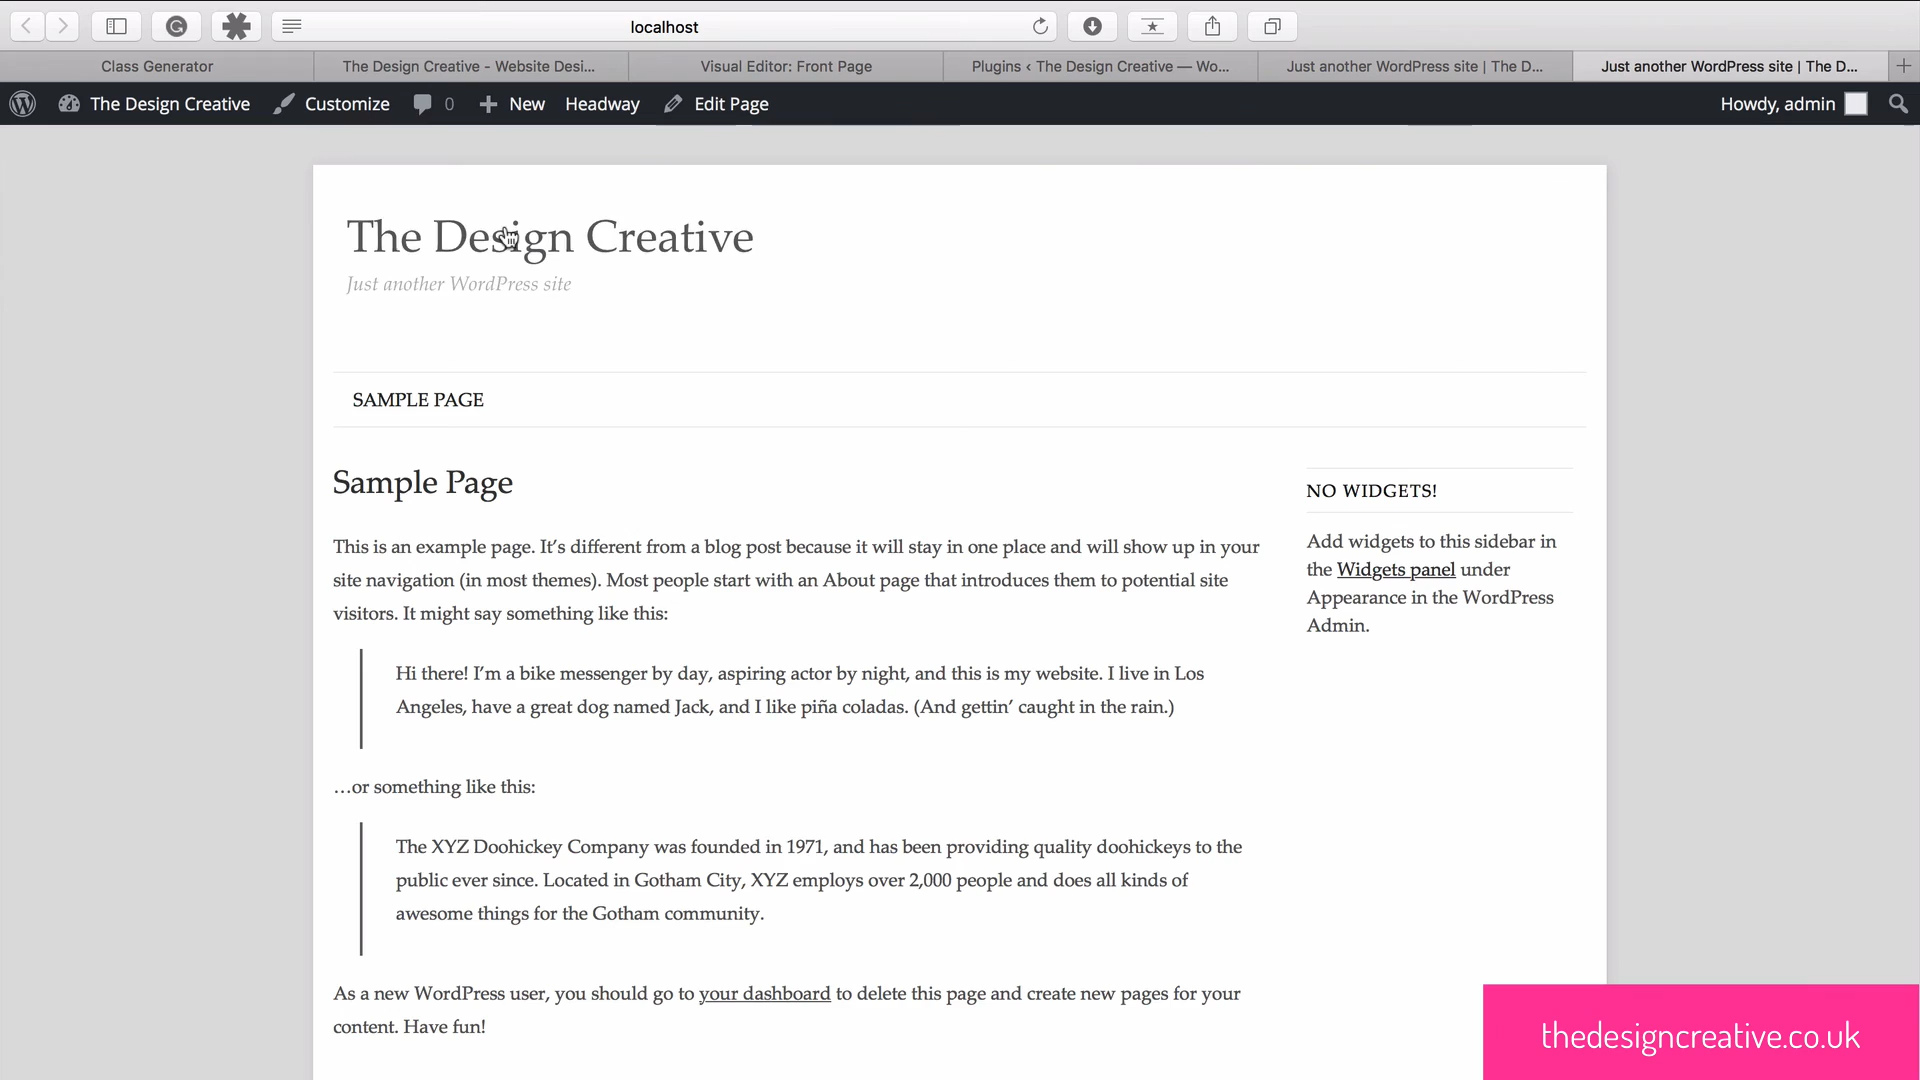 localhost
Class Generator
The Design Creative - Website Desi...
Visual Editor: Front Page
Plugins ‹ The Design Creative — Wo...
Just another WordPress site | The D...
Just another WordPress site | The D...
The Design Creative
Customize
0
New
Headway
Edit Page
Howdy, admin
The Design Creative
Just another WordPress site
SAMPLE PAGE
Sample Page
This is an example page. It’s different from a blog post because it will stay in one place and will show up in your
site navigation (in most themes). Most people start with an About page that introduces them to potential site
visitors. It might say something like this:
Hi there! I’m a bike messenger by day, aspiring actor by night, and this is my website. I live in Los
Angeles, have a great dog named Jack, and I like piña coladas. (And gettin’ caught in the rain.)
…or something like this:
The XYZ Doohickey Company was founded in 1971, and has been providing quality doohickeys to the
public ever since. Located in Gotham City, XYZ employs over 2,000 people and does all kinds of
awesome things for the Gotham community.
As a new WordPress user, you should go to your dashboard to delete this page and create new pages for your
content. Have fun!
NO WIDGETS!
Add widgets to this sidebar in
the Widgets panel under
Appearance in the WordPress
Admin.
thedesigncreative.co.uk